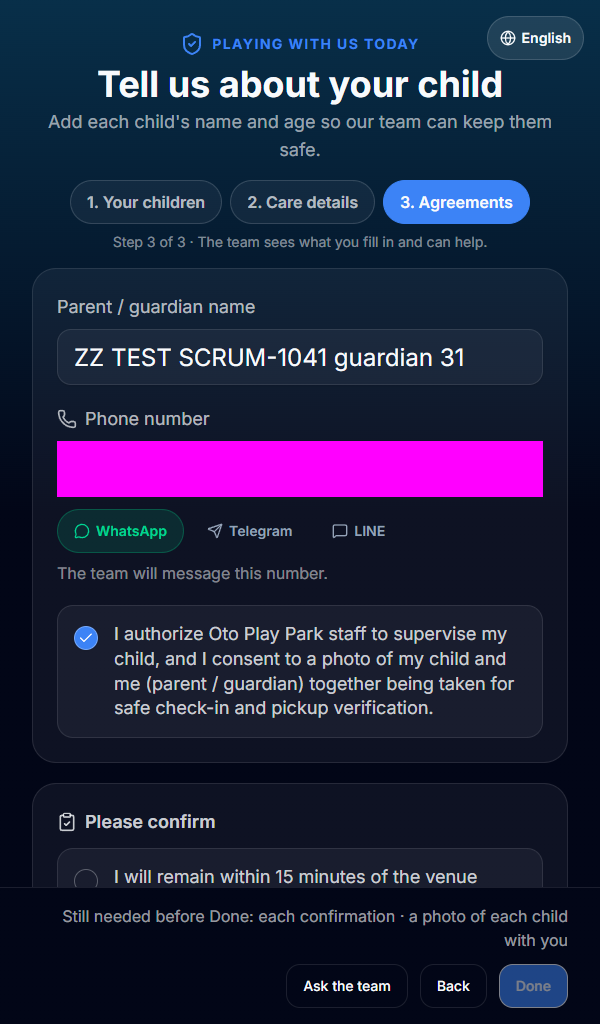 PLAYING WITH US TODAY
English
Tell us about your child
Add each child's name and age so our team can keep them
safe.
1. Your children
2. Care details
3. Agreements
Step 3 of 3 · The team sees what you fill in and can help.
Parent / guardian name
ZZ TEST SCRUM-1041 guardian 31
Phone number
WhatsApp
Telegram
LINE
The team will message this number.
I authorize Oto Play Park staff to supervise my
child, and I consent to a photo of my child and
me (parent / guardian) together being taken for
safe check-in and pickup verification.
Please confirm
I will remain within 15 minutes of the venue
Still needed before Done: each confirmation · a photo of each child
with you
Ask the team
Back
Done